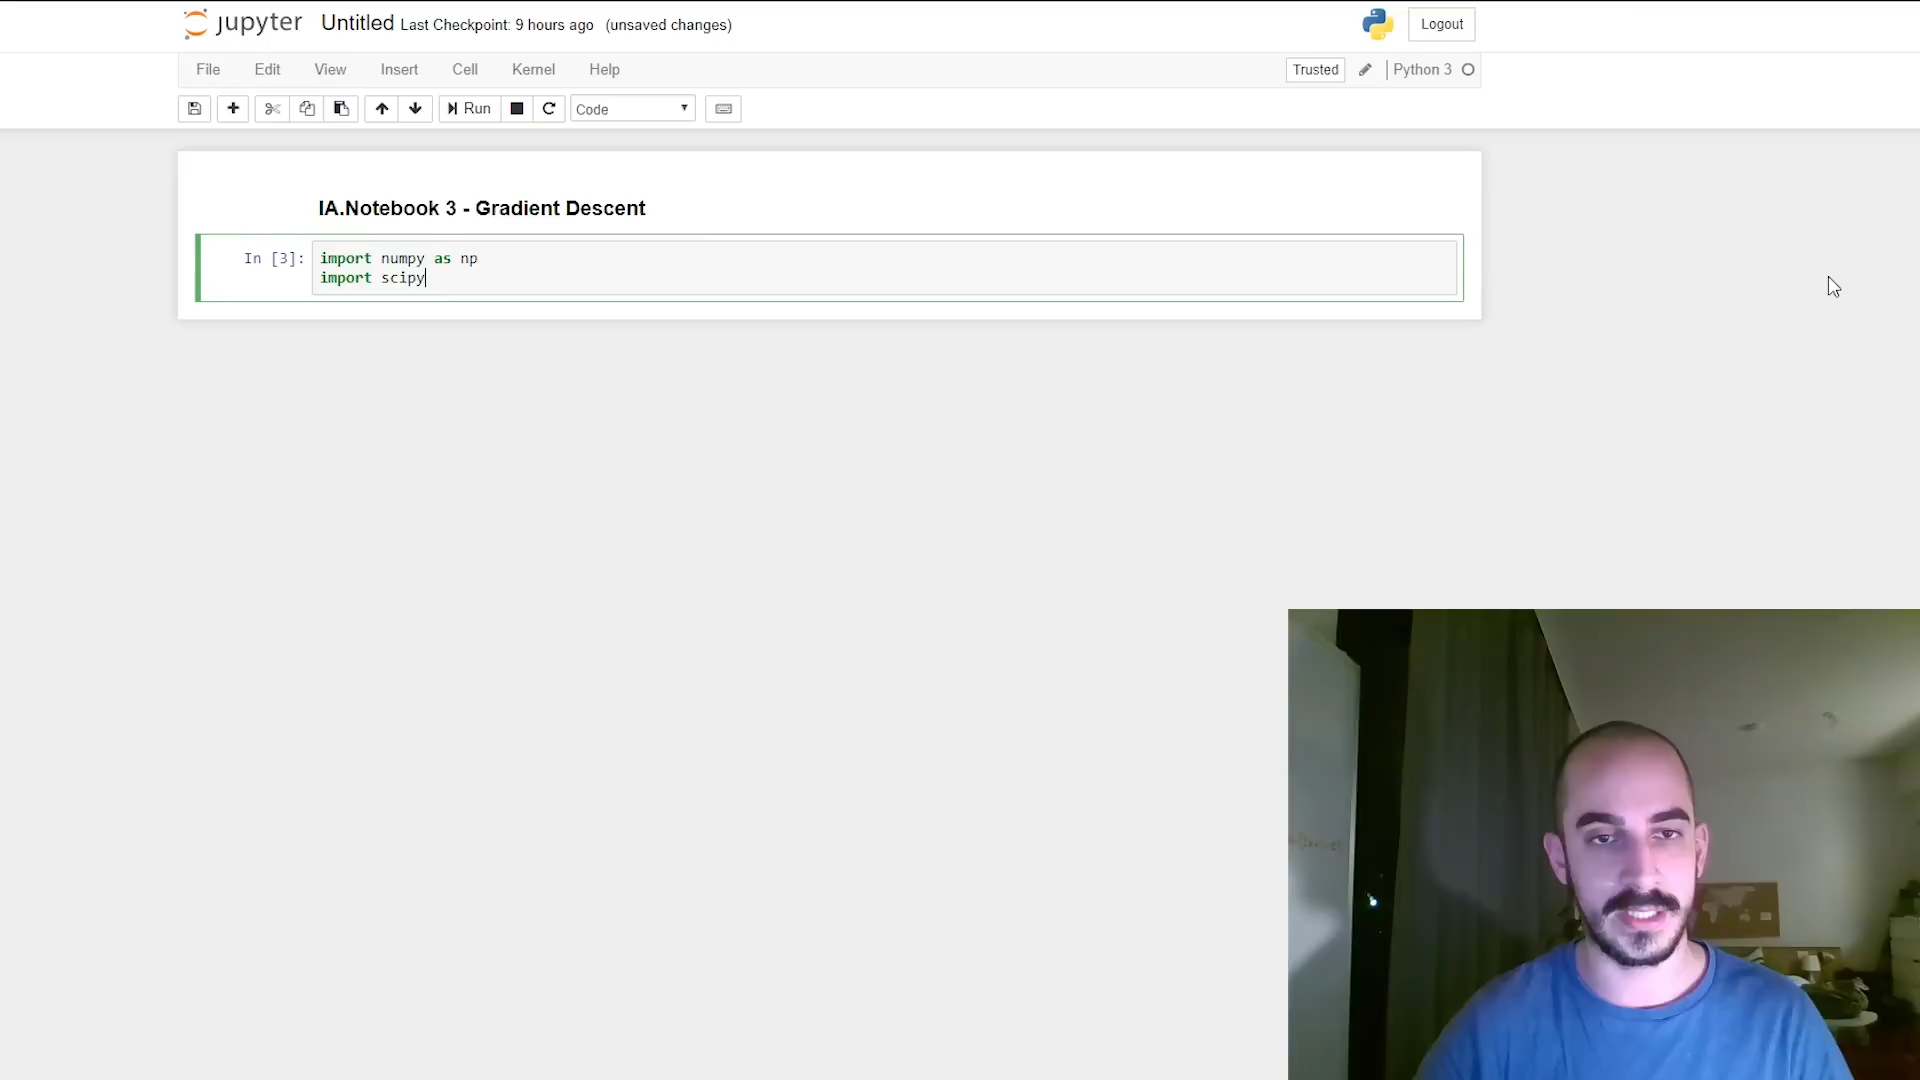 jupyter Untitled Last Checkpoint: 9 hours ago (unsaved changes) Logout
File Edit View Insert Cell Kernel Help Trusted Python 3
Run Code
IA.Notebook 3 - Gradient Descent
In [3]: import numpy as np
import scipy